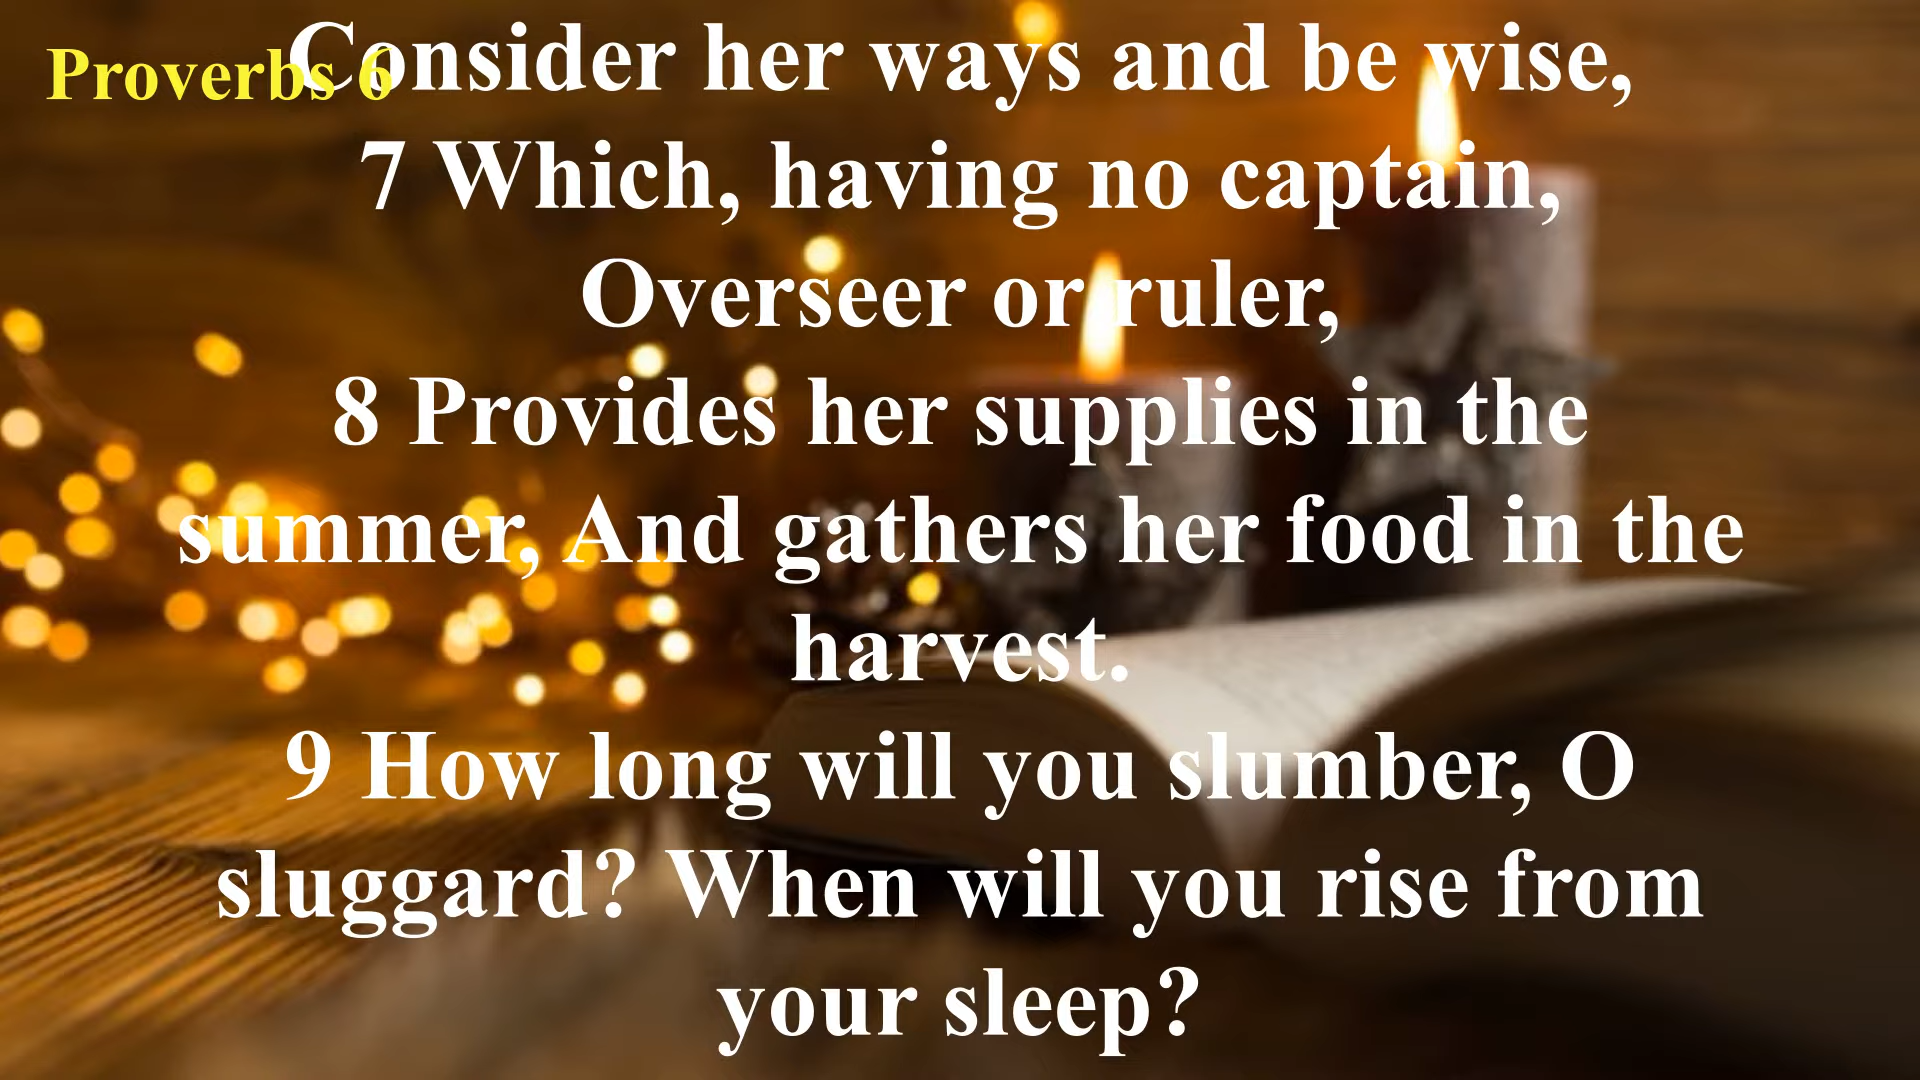 Proverbs 6
Consider her ways and be wise,
7 Which, having no captain,
Overseer or ruler,
8 Provides her supplies in the
summer, And gathers her food in the
harvest.
9 How long will you slumber, O
sluggard? When will you rise from
your sleep?